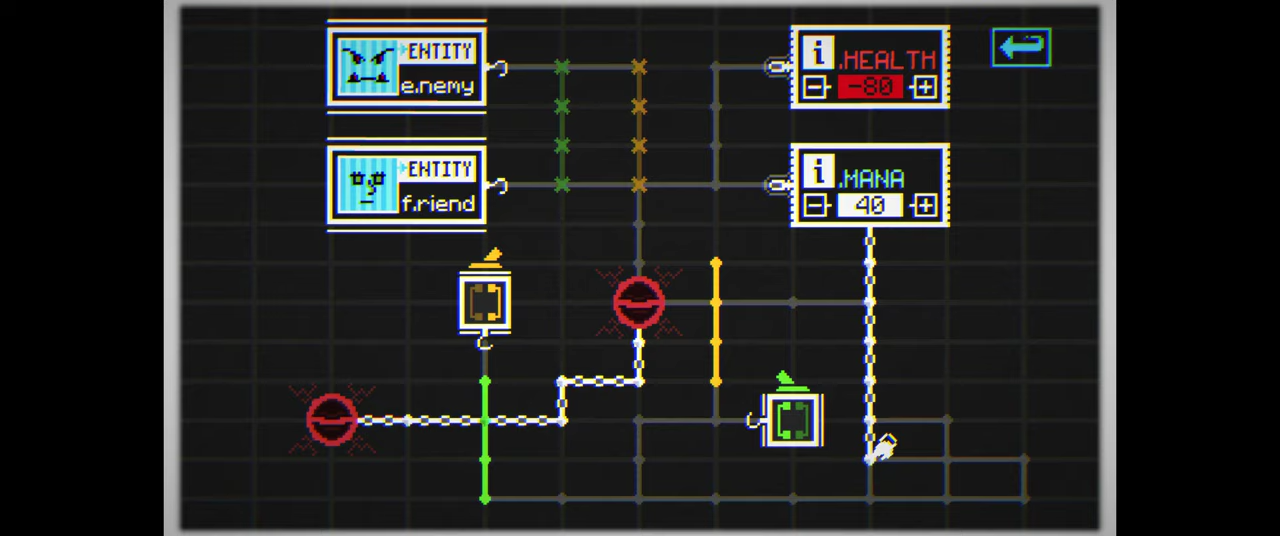 ENTITY
e.nemy
i .HEALTH
- -80 +
ENTITY
f.riend
i .MANA
- 40 +